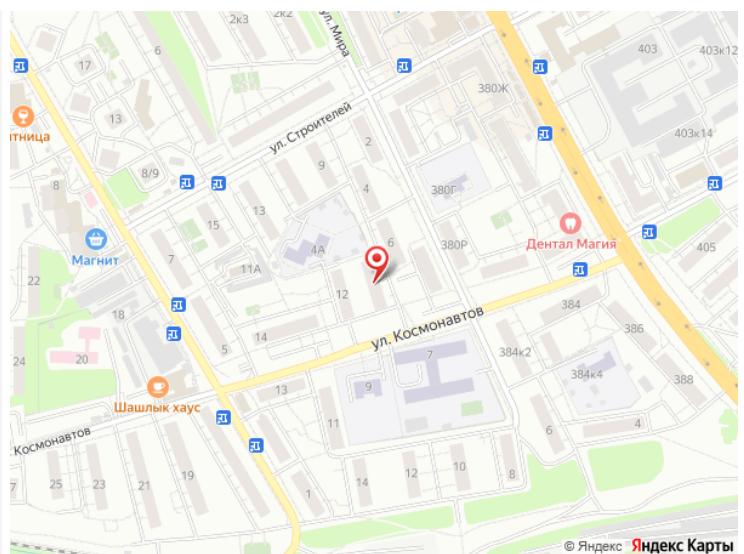 2к3
2к2
ул. Мира
6
17
403
403к12
380Ж
13
тница
ул. Строителей
2
403к14
9
8/9
8
4
380Г
15
13
6
380Р
Дентал Магия
405
Магнит
7
4А
11А
22
12
18
14
384
386
ул. Космонавтов
5
24
20
384к2
7
384к4
388
9
13
Шашлык хаус
11
6
4
Космонавтов
25
23
21
19
1
14
12
10
8
© Яндекс Яндекс Карты